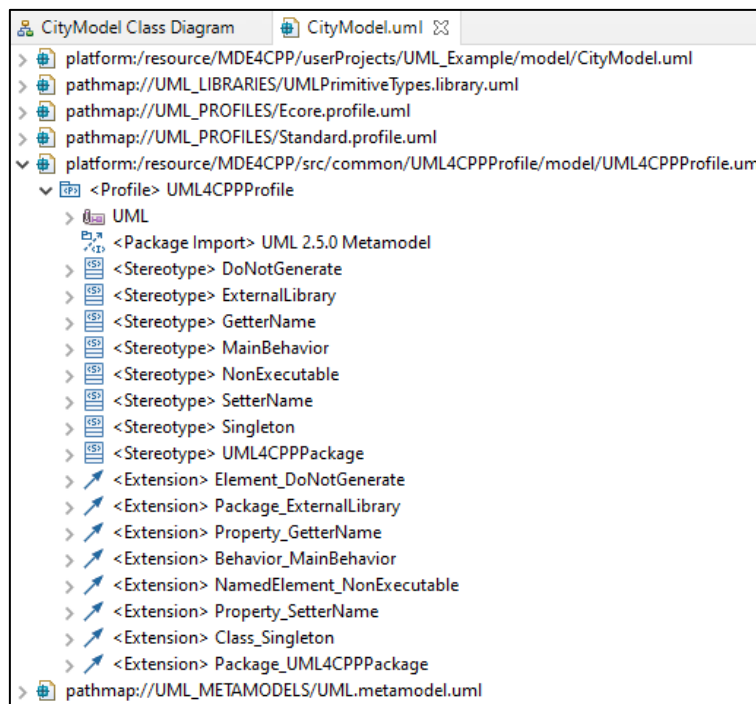 CityModel Class Diagram CityModel.uml
platform:/resource/MDE4CPP/userProjects/UML_Example/model/CityModel.uml
pathmap://UML_LIBRARIES/UMLPrimitiveTypes.library.uml
pathmap://UML_PROFILES/Ecore.profile.uml
pathmap://UML_PROFILES/Standard.profile.uml
platform:/resource/MDE4CPP/src/common/UML4CPPProfile/model/UML4CPPProfile.um
<Profile> UML4CPPProfile
UML
<Package Import> UML 2.5.0 Metamodel
<Stereotype> DoNotGenerate
<Stereotype> ExternalLibrary
<Stereotype> GetterName
<Stereotype> MainBehavior
<Stereotype> NonExecutable
<Stereotype> SetterName
<Stereotype> Singleton
<Stereotype> UML4CPPPackage
<Extension> Element_DoNotGenerate
<Extension> Package_ExternalLibrary
<Extension> Property_GetterName
<Extension> Behavior_MainBehavior
<Extension> NamedElement_NonExecutable
<Extension> Property_SetterName
<Extension> Class_Singleton
<Extension> Package_UML4CPPPackage
pathmap://UML_METAMODELS/UML.metamodel.uml